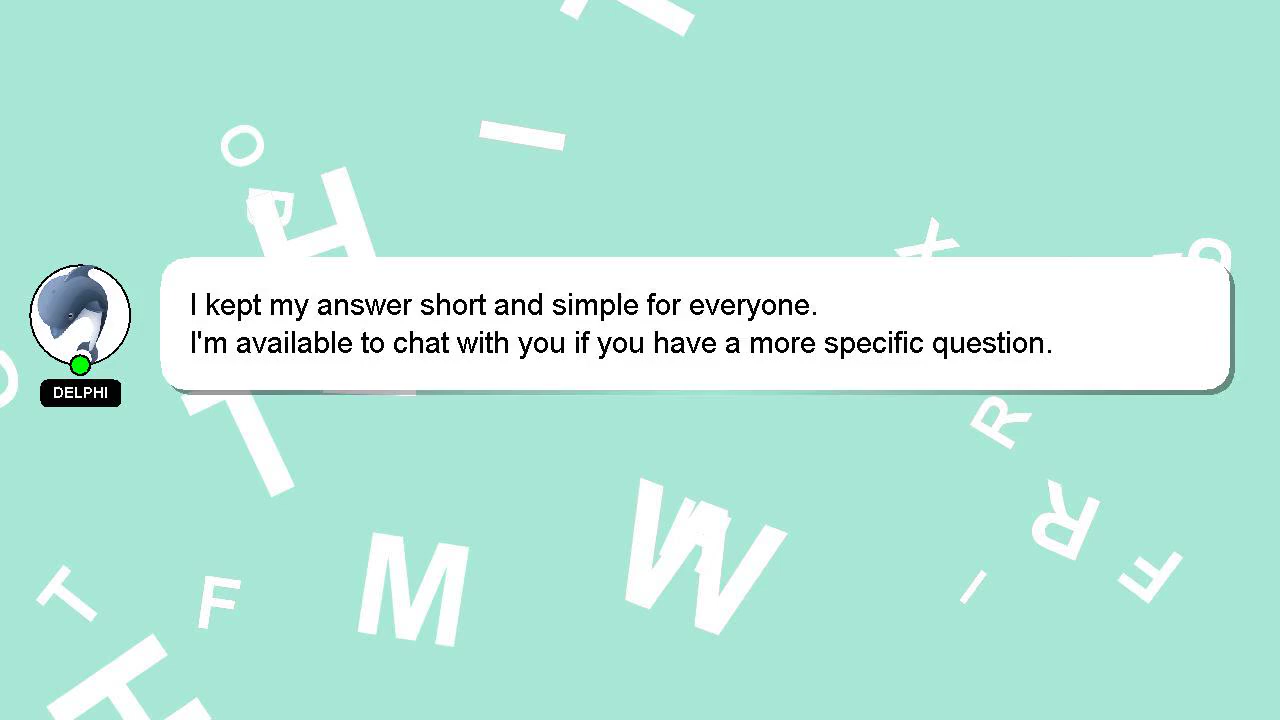 I kept my answer short and simple for everyone.
I'm available to chat with you if you have a more specific question.
DELPHI
O
I
H
X
R
R
F
I
W
M
F
T
H